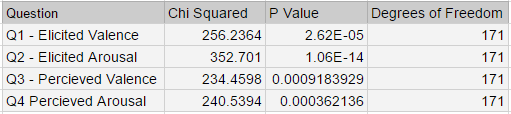 Question Chi Squared P Value Degrees of Freedom
Q1 - Elicited Valence 256.2364 2.62E-05 171
Q2 - Elicited Arousal 352.701 1.06E-14 171
Q3 - Percieved Valence 234.4598 0.0009183929 171
Q4 Percieved Arousal 240.5394 0.000362136 171